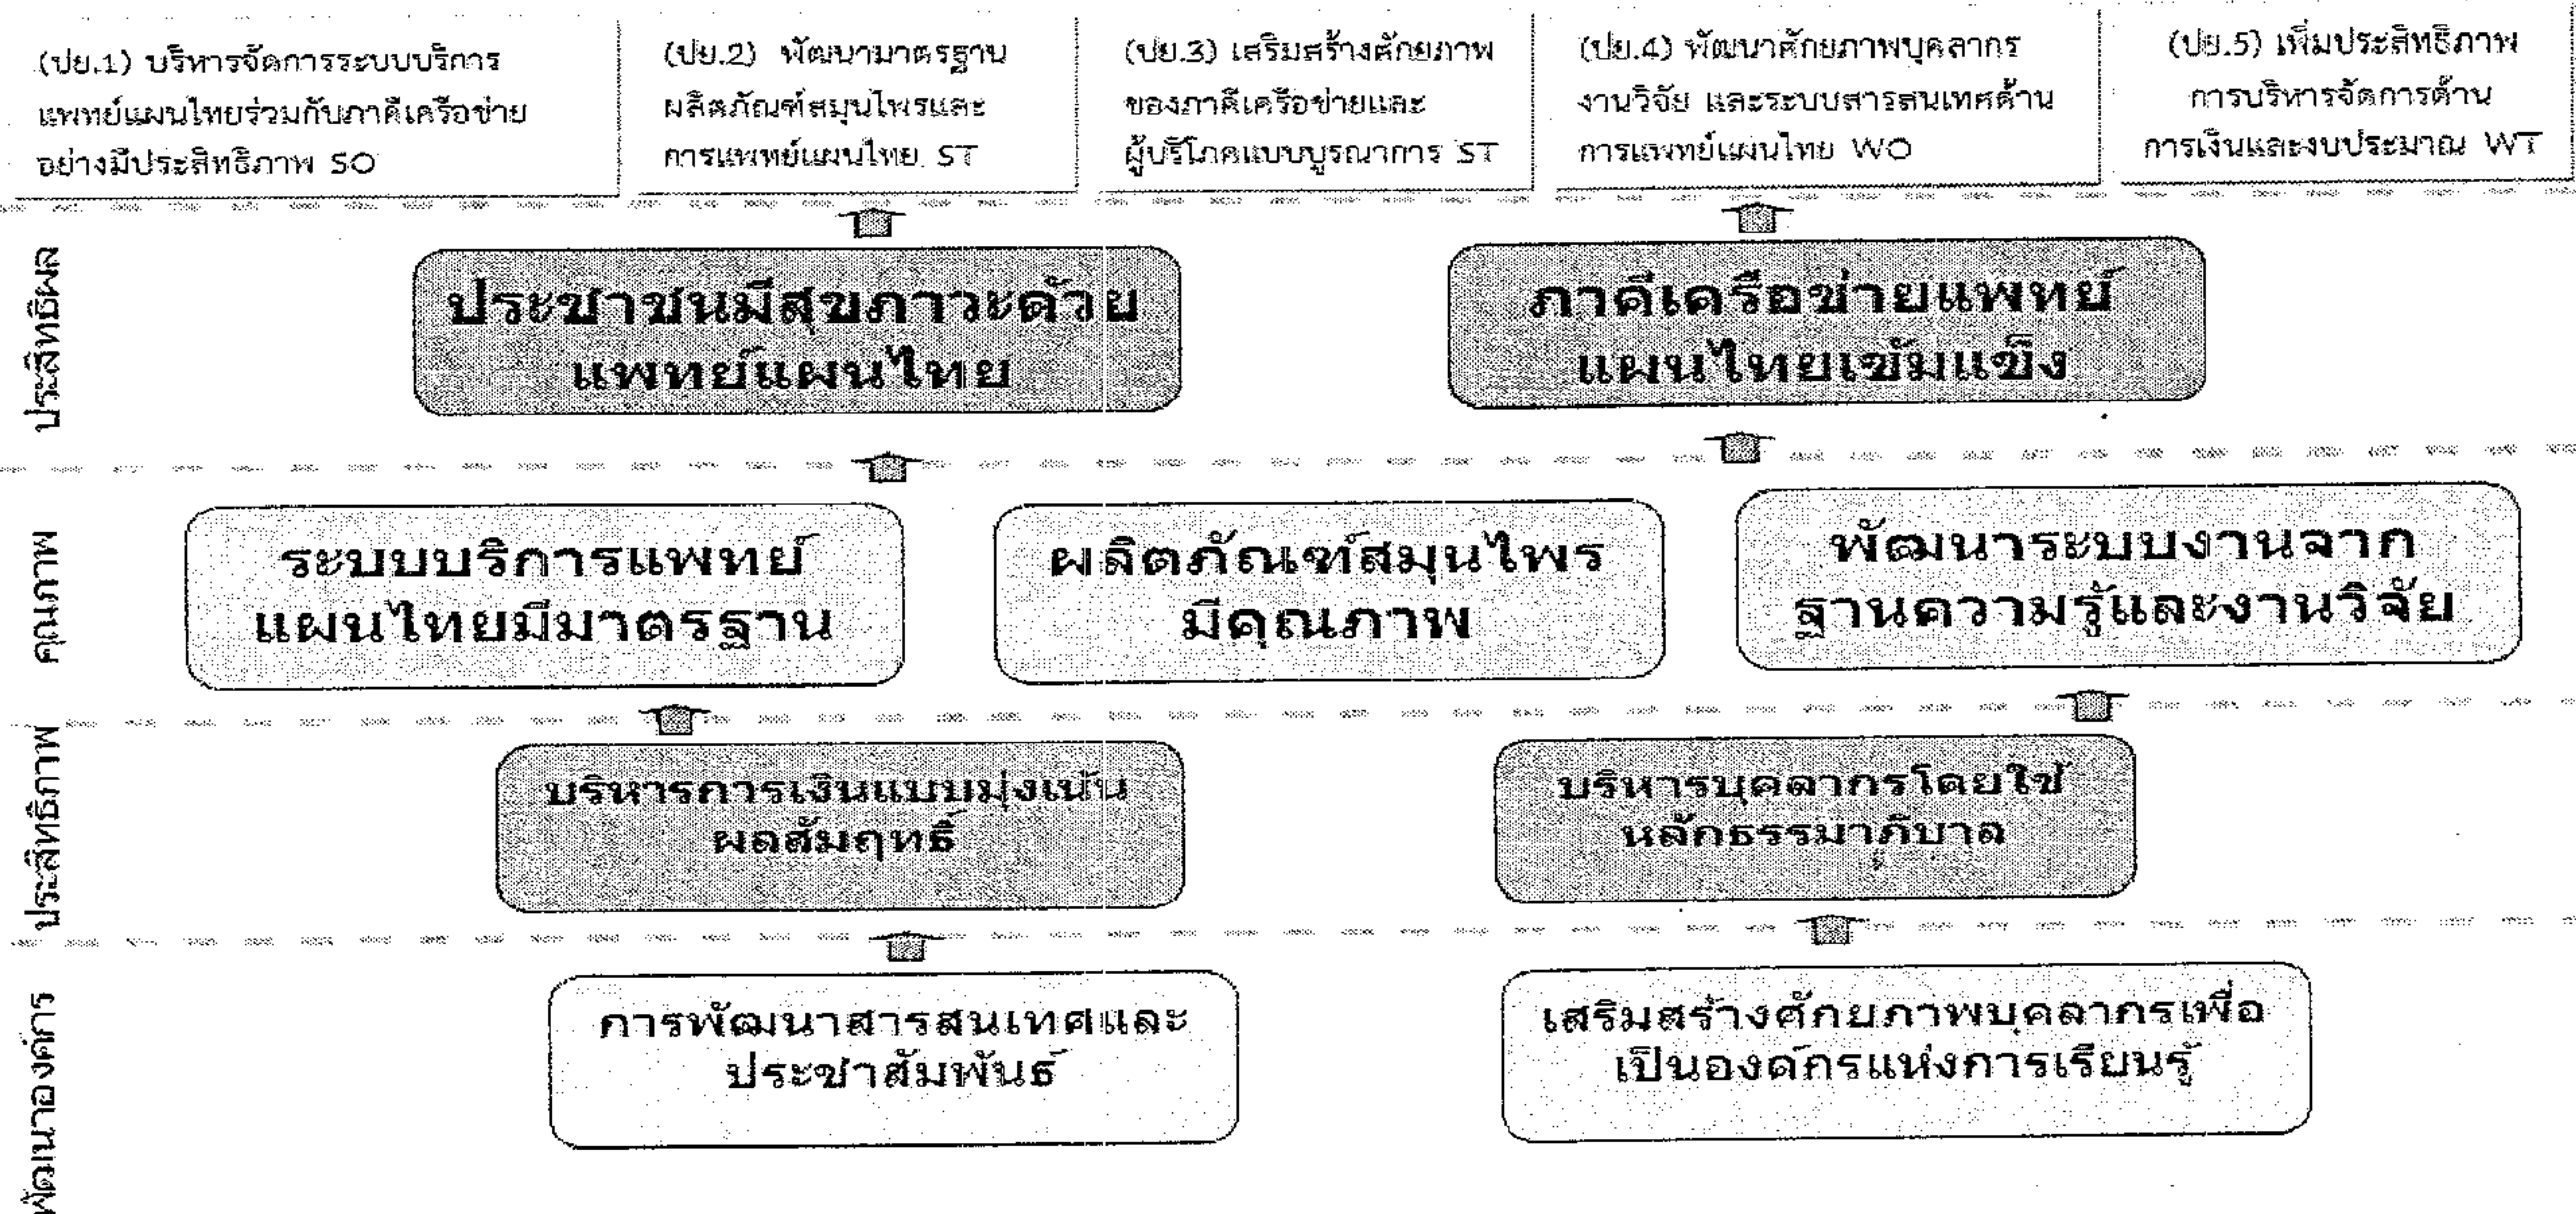 (ปย.1) บริหารจัดการระบบบริการ
แพทย์แผนไทยร่วมกับภาคีเครือข่าย
อย่างมีประสิทธิภาพ SO
(ปย.2) พัฒนามาตรฐาน
ผลิตภัณฑ์สมุนไพรและ
การแพทย์แผนไทย ST
(ปย.3) เสริมสร้างศักยภาพ
ของภาคีเครือข่ายและ
ผู้บริโภคแบบบูรณาการ ST
(ปย.4) พัฒนาศักยภาพบุคลากร
งานวิจัย และระบบสารสนเทศด้าน
การแพทย์แผนไทย WO
(ปย.5) เพิ่มประสิทธิภาพ
การบริหารจัดการด้าน
การเงินและงบประมาณ WT
ประสิทธิผล
ประชาชนมีสุขภาวะด้วย
แพทย์แผนไทย
ภาคีเครือข่ายแพทย์
แผนไทยเข้มแข็ง
คุณภาพ
ระบบบริการแพทย์
แผนไทยมีมาตรฐาน
ผลิตภัณฑ์สมุนไพร
มีคุณภาพ
พัฒนาระบบงานจาก
ฐานความรู้และงานวิจัย
ประสิทธิภาพ
บริหารการเงินแบบมุ่งเน้น
ผลสัมฤทธิ์
บริหารบุคลากรโดยใช้
หลักธรรมาภิบาล
พัฒนาองค์กร
การพัฒนาสารสนเทศและ
ประชาสัมพันธ์
เสริมสร้างศักยภาพบุคลากรเพื่อ
เป็นองค์กรแห่งการเรียนรู้